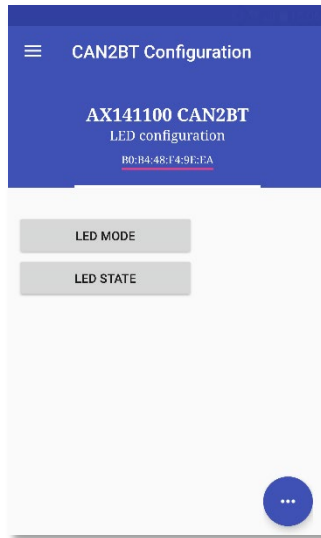 CAN2BT Configuration
AX141100 CAN2BT
LED configuration
B0:B4:48:F4:9E:EA
LED MODE
LED STATE